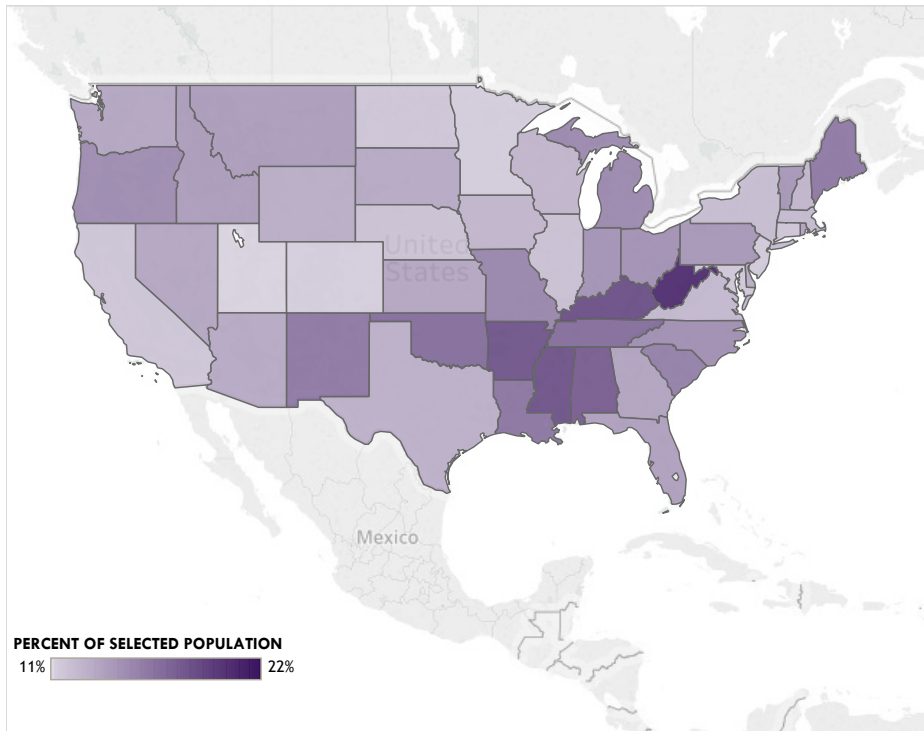 United
States
Mexico
PERCENT OF SELECTED POPULATION
11% 22%